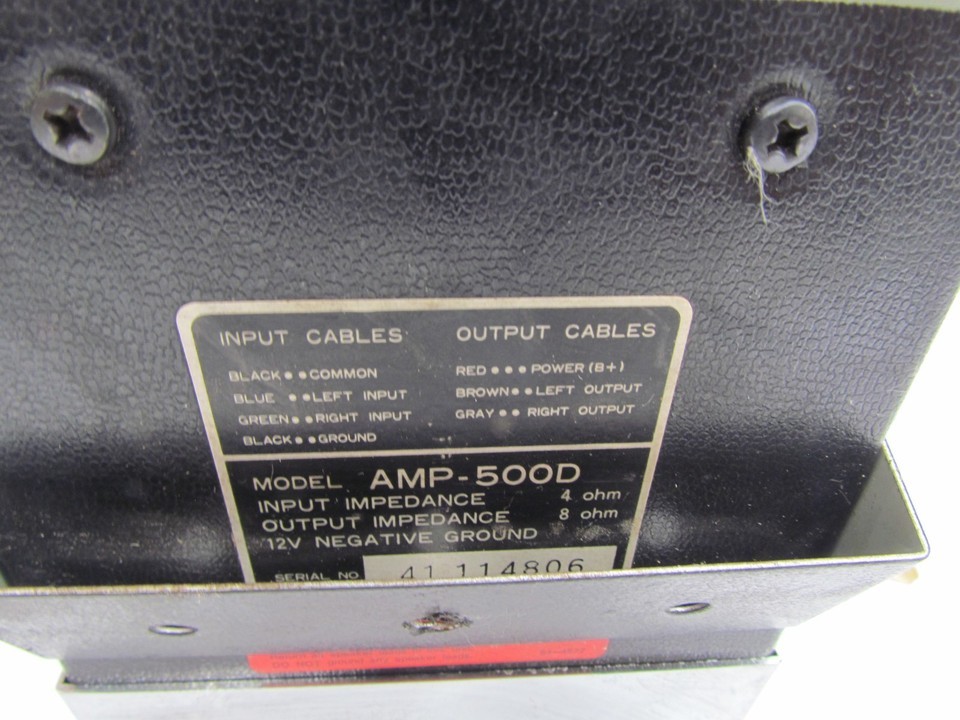 INPUT CABLES
BLACK••COMMON
BLUE ••LEFT INPUT
GREEN••RIGHT INPUT
BLACK••GROUND
OUTPUT CABLES
RED•••POWER(B+)
BROWN••LEFT OUTPUT
GRAY•• RIGHT OUTPUT
MODEL AMP-500D
INPUT IMPEDANCE 4 ohm
OUTPUT IMPEDANCE 8 ohm
12V NEGATIVE GROUND
SERIAL NO 41 114806
DO NOT